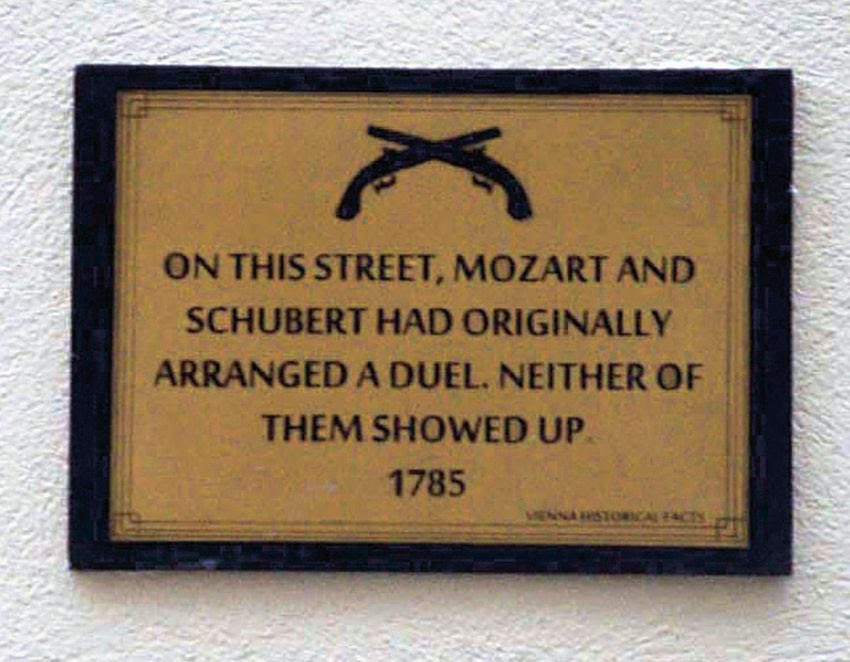 ON THIS STREET, MOZART AND
SCHUBERT HAD ORIGINALLY
ARRANGED A DUEL. NEITHER OF
THEM SHOWED UP.
1785
VIENNA HISTORICAL FACTS